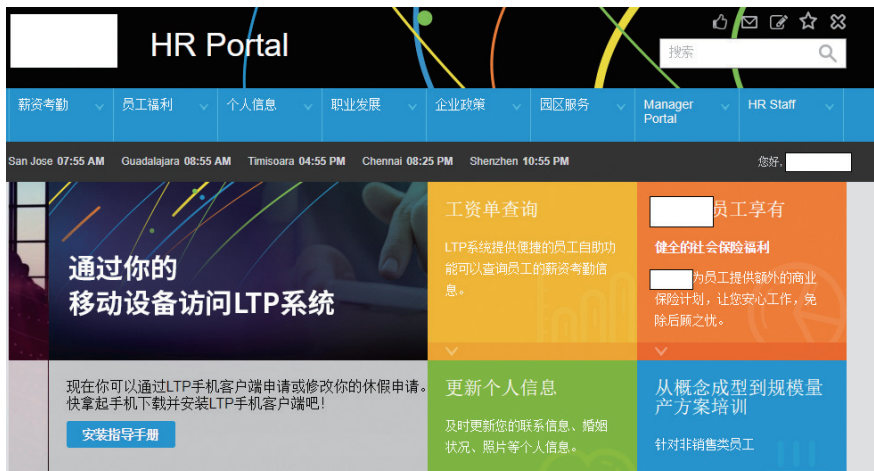 HR Portal
搜索
薪资考勤
员工福利
个人信息
职业发展
企业政策
园区服务
Manager
Portal
HR Staff
San Jose 07:55 AM Guadalajara 08:55 AM Timisoara 04:55 PM Chennai 08:25 PM Shenzhen 10:55 PM
您好,
通过你的
移动设备访问LTP系统
现在你可以通过LTP手机客户端申请或修改你的休假申请。
快拿起手机下载并安装LTP手机客户端吧!
安装指导手册
工资单查询
LTP系统提供便捷的员工自助功
能可以查询员工的薪资考勤信
息。
员工享有
健全的社会保险福利
为员工提供额外的商业
保险计划，让您安心工作，免
除后顾之忧。
更新个人信息
及时更新您的联系信息、婚姻
状况、照片等个人信息。
从概念成型到规模量
产方案培训
针对非销售类员工